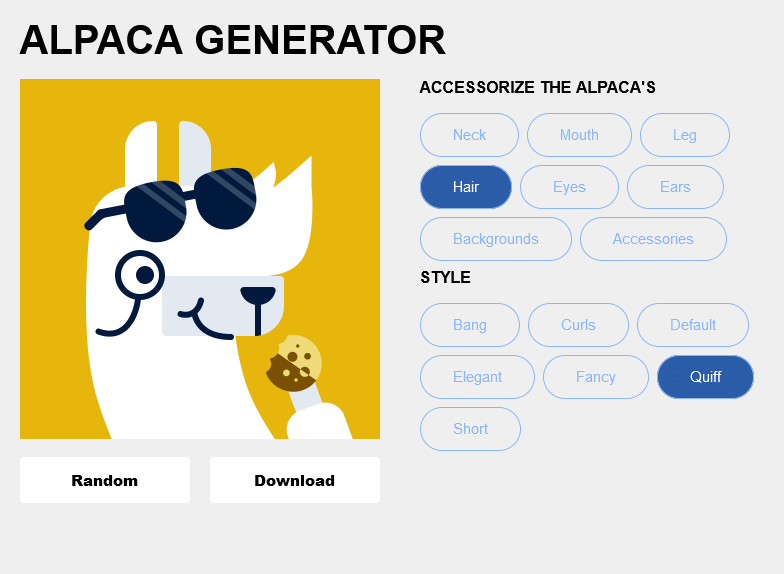 ALPACA GENERATOR
ACCESSORIZE THE ALPACA'S
Neck Mouth Leg
Hair Eyes Ears
Backgrounds Accessories
STYLE
Bang Curls Default
Elegant Fancy Quiff
Short
Random Download